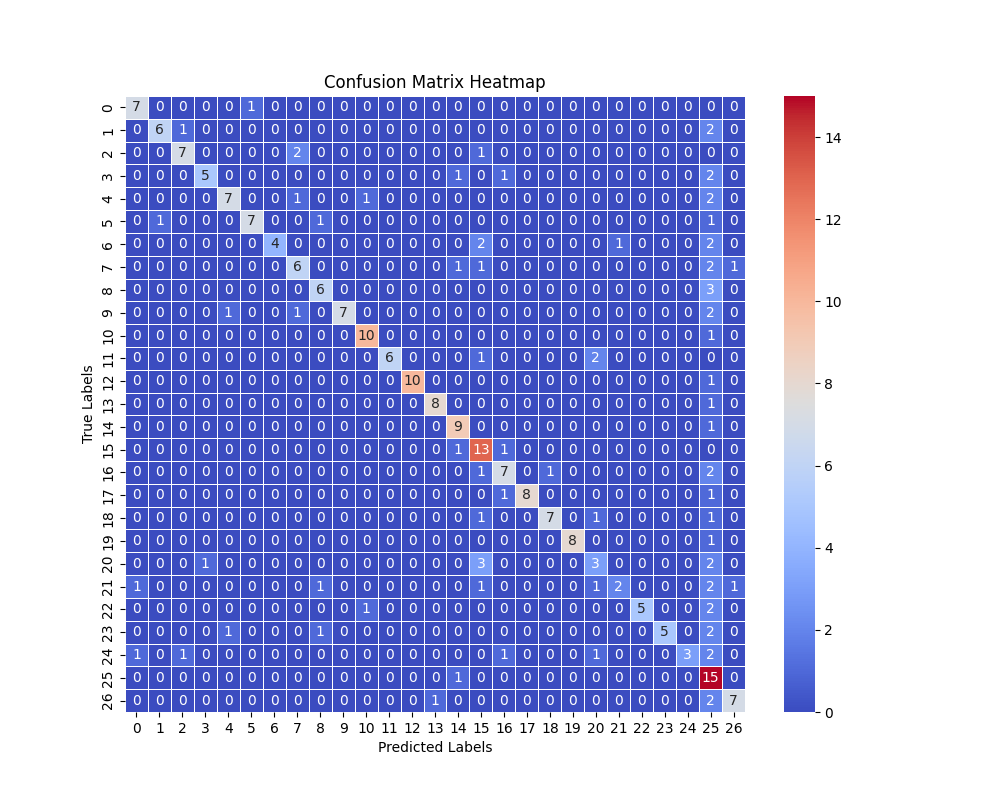 Confusion Matrix Heatmap
0 7 0 0 0 0 1 0 0 0 0 0 0 0 0 0 0 0 0 0 0 0 0 0 0 0 0 0
1 0 6 1 0 0 0 0 0 0 0 0 0 0 0 0 0 0 0 0 0 0 0 0 0 0 2 0
2 0 0 7 0 0 0 0 2 0 0 0 0 0 0 0 1 0 0 0 0 0 0 0 0 0 0 0
3 0 0 0 5 0 0 0 0 0 0 0 0 0 0 1 0 1 0 0 0 0 0 0 0 0 2 0
4 0 0 0 0 7 0 0 1 0 0 1 0 0 0 0 0 0 0 0 0 0 0 0 0 0 2 0
5 0 1 0 0 0 7 0 0 1 0 0 0 0 0 0 0 0 0 0 0 0 0 0 0 0 1 0
6 0 0 0 0 0 0 4 0 0 0 0 0 0 0 0 2 0 0 0 0 0 1 0 0 0 2 0
7 0 0 0 0 0 0 0 6 0 0 0 0 0 0 1 1 0 0 0 0 0 0 0 0 0 2 1
8 0 0 0 0 0 0 0 0 6 0 0 0 0 0 0 0 0 0 0 0 0 0 0 0 0 3 0
9 0 0 0 0 1 0 0 1 0 7 0 0 0 0 0 0 0 0 0 0 0 0 0 0 0 2 0
10 0 0 0 0 0 0 0 0 0 0 10 0 0 0 0 0 0 0 0 0 0 0 0 0 0 1 0
11 0 0 0 0 0 0 0 0 0 0 0 6 0 0 0 1 0 0 0 0 2 0 0 0 0 0 0
12 0 0 0 0 0 0 0 0 0 0 0 0 10 0 0 0 0 0 0 0 0 0 0 0 0 1 0
13 0 0 0 0 0 0 0 0 0 0 0 0 0 8 0 0 0 0 0 0 0 0 0 0 0 1 0
14 0 0 0 0 0 0 0 0 0 0 0 0 0 0 9 0 0 0 0 0 0 0 0 0 0 1 0
15 0 0 0 0 0 0 0 0 0 0 0 0 0 0 1 13 1 0 0 0 0 0 0 0 0 0 0
16 0 0 0 0 0 0 0 0 0 0 0 0 0 0 0 1 7 0 1 0 0 0 0 0 0 2 0
17 0 0 0 0 0 0 0 0 0 0 0 0 0 0 0 0 1 8 0 0 0 0 0 0 0 1 0
18 0 0 0 0 0 0 0 0 0 0 0 0 0 0 0 1 0 0 7 0 1 0 0 0 0 1 0
19 0 0 0 0 0 0 0 0 0 0 0 0 0 0 0 0 0 0 0 8 0 0 0 0 0 1 0
20 0 0 0 1 0 0 0 0 0 0 0 0 0 0 0 3 0 0 0 0 3 0 0 0 0 2 0
21 1 0 0 0 0 0 0 0 1 0 0 0 0 0 0 1 0 0 0 0 1 2 0 0 0 2 1
22 0 0 0 0 0 0 0 0 0 0 1 0 0 0 0 0 0 0 0 0 0 0 5 0 0 2 0
23 0 0 0 0 1 0 0 0 1 0 0 0 0 0 0 0 0 0 0 0 0 0 0 5 0 2 0
24 1 0 1 0 0 0 0 0 0 0 0 0 0 0 0 0 1 0 0 0 1 0 0 0 3 2 0
25 0 0 0 0 0 0 0 0 0 0 0 0 0 0 1 0 0 0 0 0 0 0 0 0 0 15 0
26 0 0 0 0 0 0 0 0 0 0 0 0 0 1 0 0 0 0 0 0 0 0 0 0 0 2 7
0 1 2 3 4 5 6 7 8 9 10 11 12 13 14 15 16 17 18 19 20 21 22 23 24 25 26
Predicted Labels
True Labels
14
12
10
8
6
4
2
0